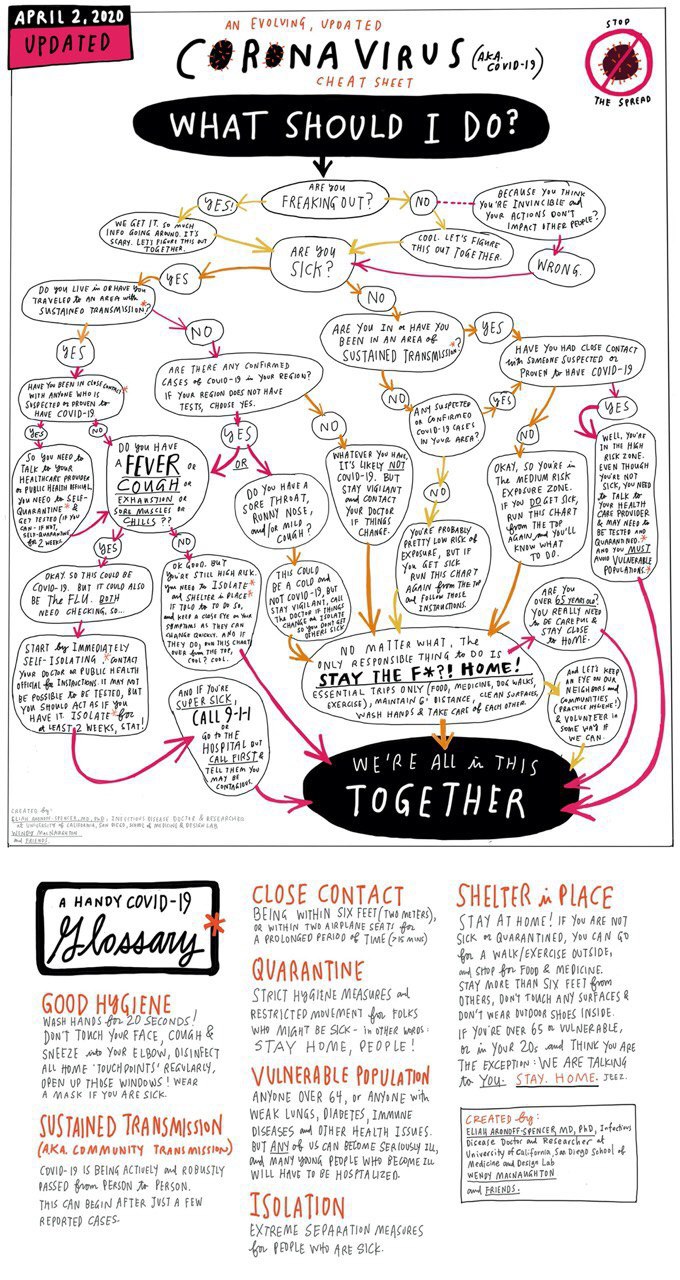 APRIL 2, 2020
UPDATED
AN EVOLVING, UPDATED
CORONA VIRUS (A.K.A. COVID-19)
CHEAT SHEET
STOP
THE SPREAD
WHAT SHOULD I DO?
ARE YOU
FREAKING OUT?
YES!
NO
BECAUSE YOU THINK
YOU'RE INVINCIBLE and
YOUR ACTIONS DON'T
IMPACT OTHER PEOPLE?
WE GET IT. SO MUCH
INFO GOING AROUND. IT'S
SCARY. LET'S FIGURE THIS OUT
TOGETHER.
COOL. LET'S FIGURE
THIS OUT TOGETHER.
WRONG.
ARE YOU
SICK?
YES
NO
DO YOU LIVE in OR HAVE YOU
TRAVELED to AN AREA with
SUSTAINED TRANSMISSION*?
YES
NO
ARE YOU IN or HAVE YOU
BEEN IN AN AREA OF
SUSTAINED TRANSMISSION*?
YES
NO
HAVE YOU HAD CLOSE CONTACT
with SOMEONE SUSPECTED or
PROVEN to HAVE COVID-19
YES
NO
HAVE YOU BEEN IN CLOSE CONTACT*
WITH ANYONE WHO IS
SUSPECTED or PROVEN to
HAVE COVID-19
YES
NO
ARE THERE ANY CONFIRMED
CASES of COVID-19 in YOUR REGION?
IF YOUR REGION DOES NOT HAVE
TESTS, CHOOSE YES.
YES
OR
NO
ANY SUSPECTED
or CONFIRMED
COVID-19 CASES
IN YOUR AREA?
YES
NO
SO YOU NEED to
TALK to YOUR
HEALTHCARE PROVIDER
or PUBLIC HEALTH OFFICIAL.
YOU NEED to SELF-
QUARANTINE* &
GET TESTED (IF YOU
CAN - IF NOT,
SELF-QUARANTINE
for 2 WEEKS
DO YOU HAVE
A FEVER OR
COUGH OR
EXHAUSTION OR
SORE MUSCLES or
CHILLS??
YES
NO
DO YOU HAVE A
SORE THROAT,
RUNNY NOSE,
and/or MILD
COUGH?
WHATEVER YOU HAVE,
IT'S LIKELY NOT
COVID-19. BUT
STAY VIGILANT
and CONTACT
YOUR DOCTOR
IF THINGS
CHANGE.
YOU'RE PROBABLY
PRETTY LOW RISK of
EXPOSURE, BUT IF
YOU GET SICK
RUN THIS CHART
AGAIN FROM THE TOP
and FOLLOW THOSE
INSTRUCTIONS.
OKAY, SO YOU'RE in
THE MEDIUM RISK
EXPOSURE ZONE.
IF YOU DO GET SICK,
RUN THIS CHART
FROM THE TOP
AGAIN and YOU'LL
KNOW WHAT
TO DO.
WELL, YOU'RE
IN THE HIGH
RISK ZONE.
EVEN THOUGH
YOU'RE NOT
SICK, YOU NEED
to TALK to
YOUR HEALTH
CARE PROVIDER
& MAY NEED to
BE TESTED and
QUARANTINED.*
AND YOU MUST
AVOID VULNERABLE
POPULATIONS.*
OKAY. SO THIS COULD BE
COVID-19. BUT IT COULD ALSO
BE THE FLU. BOTH
NEED CHECKING, SO...
OK GOOD. BUT
YOU'RE STILL HIGH RISK.
YOU NEED to ISOLATE*
and SHELTER in PLACE*
IF TOLD to TO DO SO,
and KEEP A CLOSE EYE on YOUR
SYMPTOMS AS THEY CAN
CHANGE QUICKLY. AND IF
THEY DO, RUN THIS CHART
OVER from THE TOP,
COOL? COOL.
THIS COULD
BE A COLD and
NOT COVID-19, BUT
STAY VIGILANT, CALL
THE DOCTOR IF THINGS
CHANGE or ISOLATE
SO YOU DON'T GET
OTHERS SICK
ARE YOU
OVER 65 YEARS OLD?
YOU REALLY NEED
to BE CAREFUL &
STAY CLOSE
to HOME.
START by IMMEDIATELY
SELF-ISOLATING.* CONTACT
YOUR DOCTOR or PUBLIC HEALTH
OFFICIAL for INSTRUCTIONS. IT MAY NOT
BE POSSIBLE to BE TESTED, BUT
YOU SHOULD ACT AS IF YOU
HAVE IT. ISOLATE* for
at LEAST 2 WEEKS, STAT!
AND IF YOU'RE
SUPER SICK,
CALL 9-1-1
or
GO to THE
HOSPITAL but
CALL FIRST &
TELL THEM YOU
MAY BE
CONTAGIOUS.
NO MATTER WHAT, THE
ONLY RESPONSIBLE THING to DO IS
STAY THE F*?! HOME!
ESSENTIAL TRIPS ONLY (FOOD, MEDICINE, DOG WALKS,
EXERCISE), MAINTAIN 6' DISTANCE, CLEAN SURFACES,
WASH HANDS & TAKE CARE of EACH OTHER.
AND LET'S KEEP
AN EYE ON OUR
NEIGHBORS and
COMMUNITIES
(PRACTICE HYGIENE!)
& VOLUNTEER in
SOME WAY IF
WE CAN.
WE'RE ALL in THIS
TOGETHER
CREATED by:
ELIAH ARONOFF-SPENCER, MD, PhD, INFECTIOUS DISEASE DOCTOR & RESEARCHER
at UNIVERSITY of CALIFORNIA, SAN DIEGO, SCHOOL of MEDICINE & DESIGN LAB
WENDY MacNAUGHTON
and FRIENDS.
A HANDY COVID-19
Glossary*
GOOD HYGIENE
WASH HANDS for 20 SECONDS!
DON'T TOUCH YOUR FACE, COUGH &
SNEEZE into YOUR ELBOW, DISINFECT
ALL HOME 'TOUCHPOINTS' REGULARLY,
OPEN UP THOSE WINDOWS! WEAR
A MASK IF YOU ARE SICK.
SUSTAINED TRANSMISSION
(AKA COMMUNITY TRANSMISSION)
COVID-19 IS BEING ACTIVELY and ROBUSTLY
PASSED from PERSON to PERSON.
THIS CAN BEGIN AFTER JUST A FEW
REPORTED CASES.
CLOSE CONTACT
BEING WITHIN SIX FEET (TWO METERS),
OR WITHIN TWO AIRPLANE SEATS for
A PROLONGED PERIOD of TIME (>15 MINS)
QUARANTINE
STRICT HYGIENE MEASURES and
RESTRICTED MOVEMENT for FOLKS
WHO MIGHT BE SICK - in OTHER WORDS:
STAY HOME, PEOPLE!
VULNERABLE POPULATION
ANYONE OVER 64, or ANYONE with
WEAK LUNGS, DIABETES, IMMUNE
DISEASES and OTHER HEALTH ISSUES.
BUT ANY of US CAN BECOME SERIOUSLY ILL,
and MANY YOUNG PEOPLE WHO BECOME ILL
WILL HAVE TO BE HOSPITALIZED.
ISOLATION
EXTREME SEPARATION MEASURES
for PEOPLE WHO ARE SICK.
SHELTER in PLACE
STAY AT HOME! IF YOU ARE NOT
SICK or QUARANTINED, YOU CAN GO
for A WALK/EXERCISE OUTSIDE,
and SHOP for FOOD & MEDICINE.
STAY MORE THAN SIX FEET from
OTHERS, DON'T TOUCH ANY SURFACES &
DON'T WEAR OUTDOOR SHOES INSIDE.
IF YOU'RE OVER 65 or VULNERABLE,
or in YOUR 20s and THINK YOU ARE
THE EXCEPTION: WE ARE TALKING
to YOU. STAY. HOME. JEEZ.
CREATED by:
ELIAH ARONOFF-SPENCER, MD, PhD, Infectious
Disease Doctor and Researcher at
University of California, San Diego School of
Medicine and Design Lab
WENDY MACNAUGHTON
and FRIENDS.